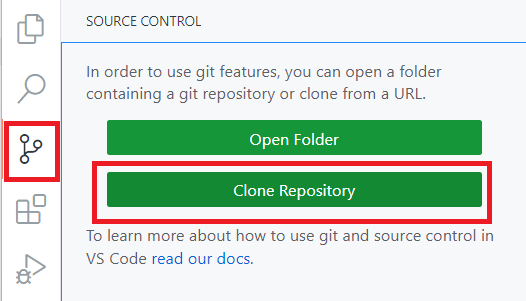 SOURCE CONTROL
In order to use git features, you can open a folder
containing a git repository or clone from a URL.
Open Folder
Clone Repository
To learn more about how to use git and source control in
VS Code read our docs.